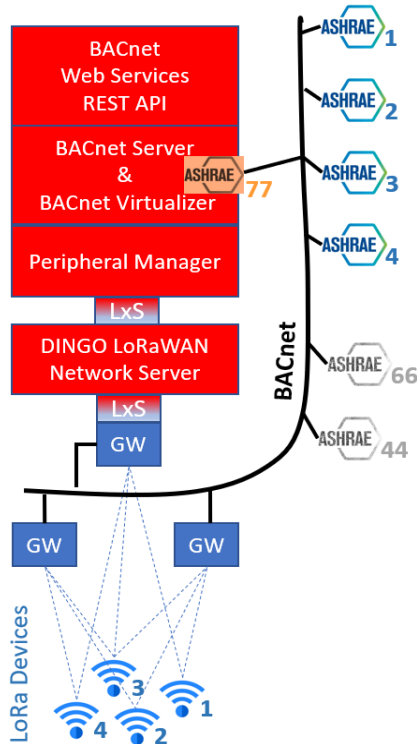 BACnet
Web Services
REST API
BACnet Server
&
BACnet Virtualizer
ASHRAE
77
Peripheral Manager
LxS
DINGO LoRaWAN
Network Server
LxS
GW
GW
GW
LoRa Devices
4
3
2
1
BACnet
ASHRAE
1
ASHRAE
2
ASHRAE
3
ASHRAE
4
ASHRAE
66
ASHRAE
44